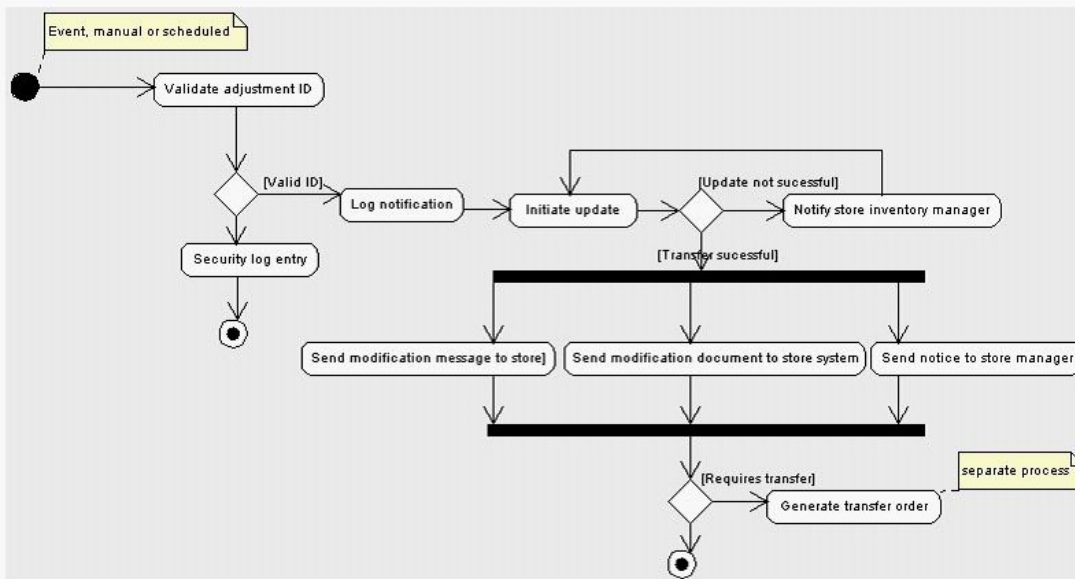 Event, manual or scheduled
Validate adjustment ID
[Valid ID]
[Update not sucessful]
Log notification
Initiate update
Notify store inventory manager
Security log entry
[Transfer sucessful]
Send modification message to store]
Send modification document to store system
Send notice to store manager
[Requires transfer]
separate process
Generate transfer order